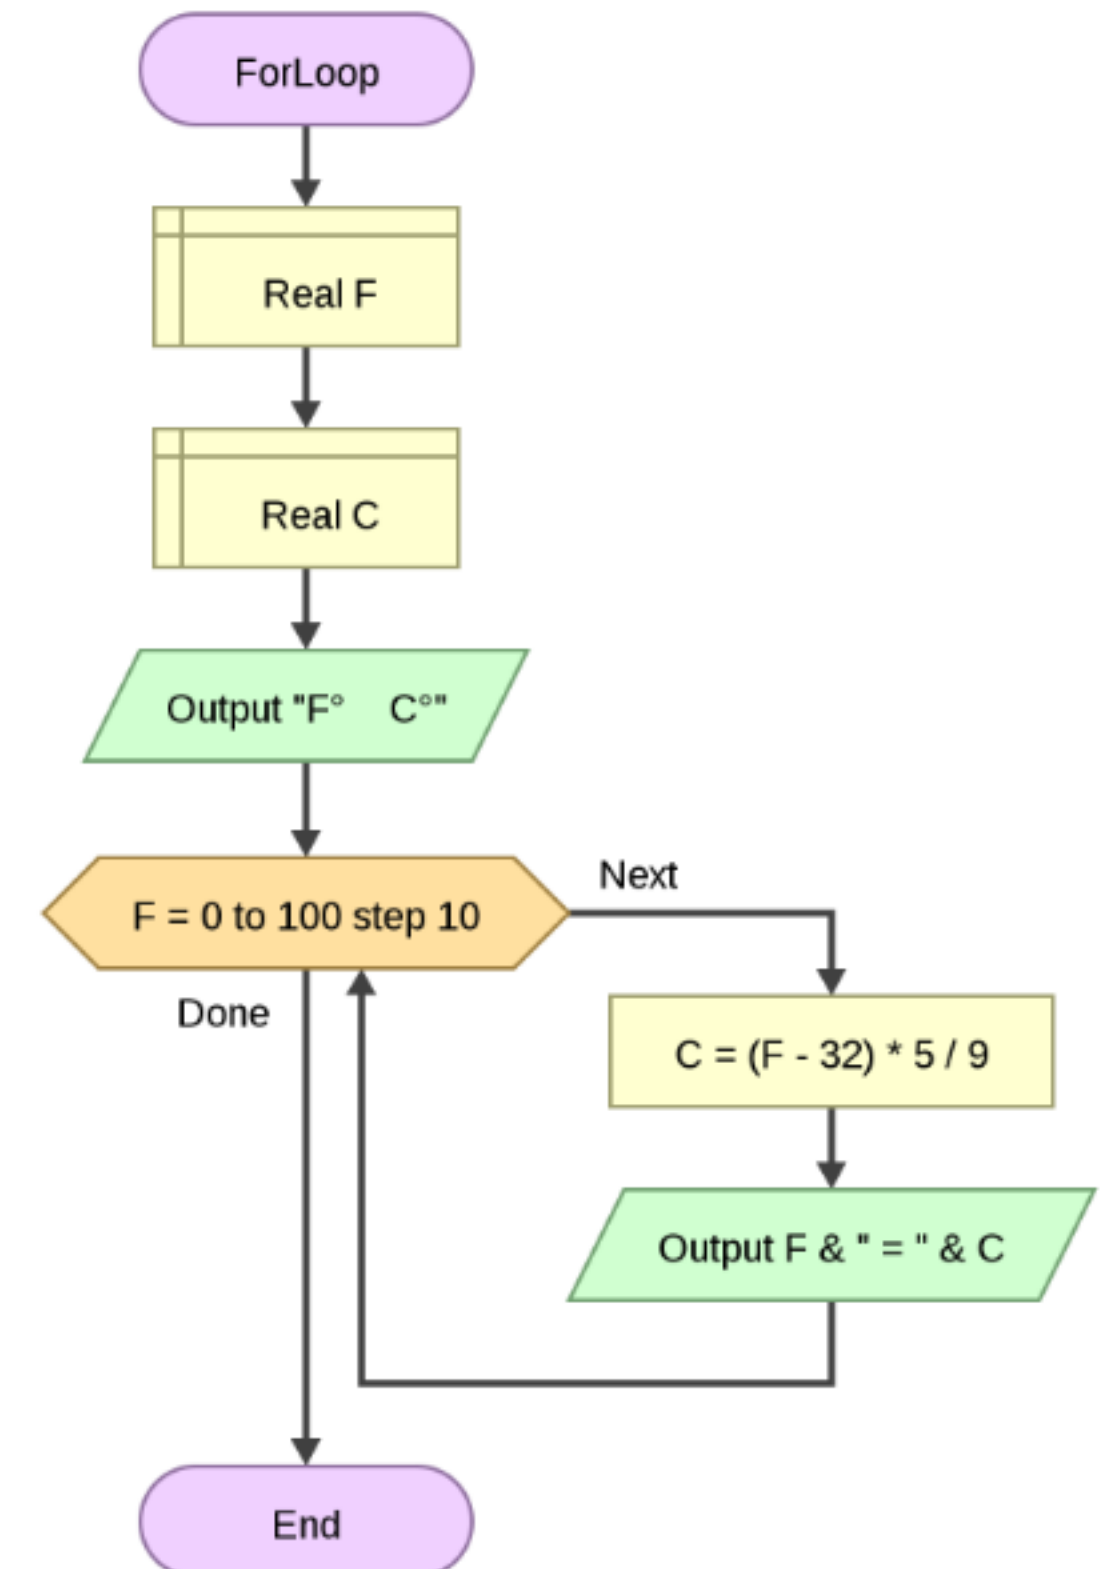 ForLoop
Real F
Real C
Output "F°    C°"
F = 0 to 100 step 10
Next
Done
C = (F - 32) * 5 / 9
Output F & " = " & C
End